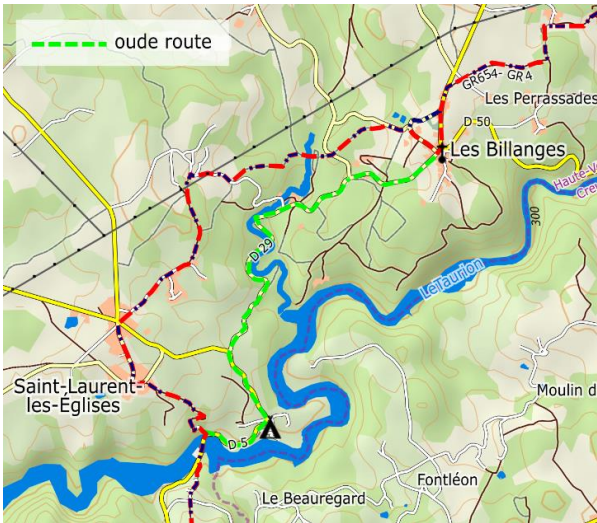 oude route
GR654- GR4
Les Perrassades
D 50
Les Billanges
Haute-V
Creu
300
D 29
Le Taurion
Saint-Laurent-
les-Églises
Moulin d
D 5
Fontléon
Le Beauregard